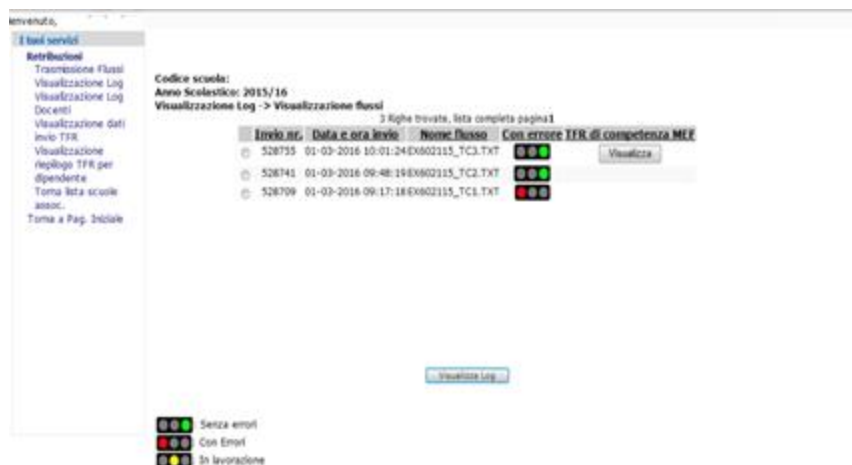 envenuto,
I tuoi servizi
Retribuzioni
Trasmissione Flussi
Visualizzazione Log
Visualizzazione Log
Docenti
Visualizzazione dati
invio TFR
Visualizzazione
riepilogo TFR per
dipendente
Torna lista scuole
assoc.
Torna a Pag. Iniziale
Codice scuola:
Anno Scolastico: 2015/16
Visualizzazione Log -> Visualizzazione flussi
3 Righe trovate, lista completa pagina1
Invio nr. Data e ora invio Nome flusso Con errore TFR di competenza MEF
528755 01-03-2016 10:01:24 EX602115_TC3.TXT Visualizza
528741 01-03-2016 09:48:19 EX602115_TC2.TXT
528709 01-03-2016 09:17:18 EX602115_TC1.TXT
Visualizza Log
Senza errori
Con Errori
In lavorazione